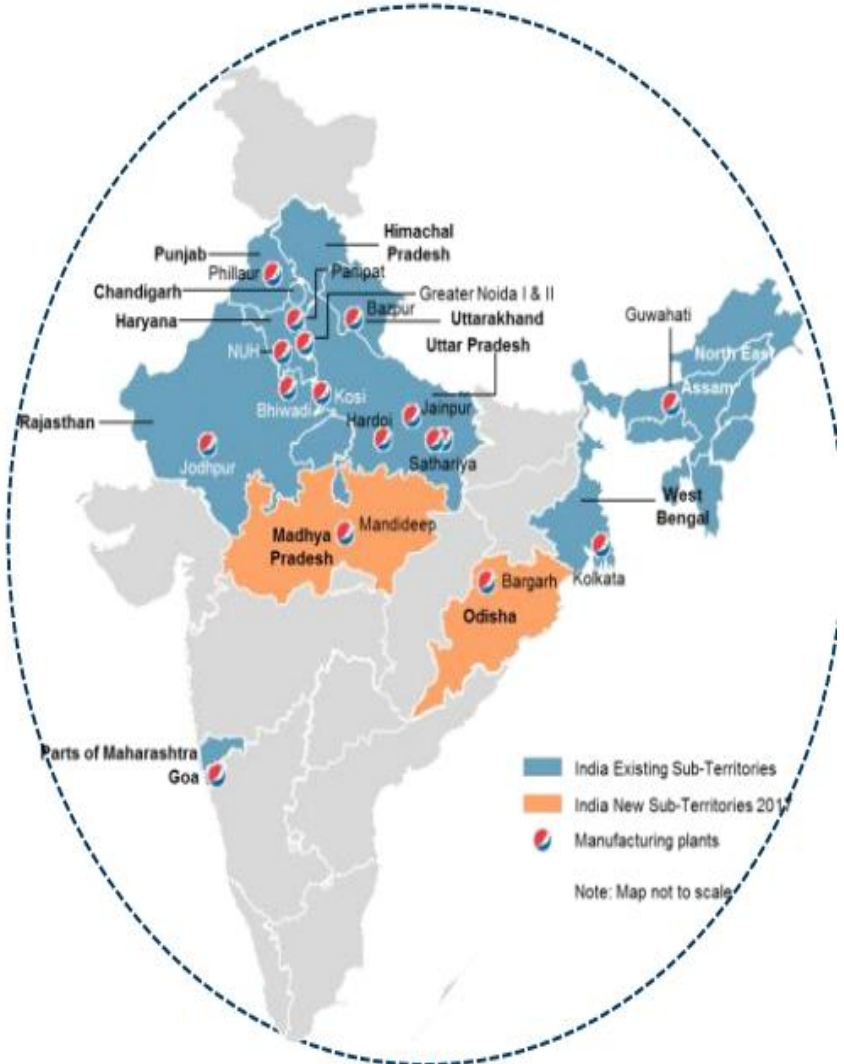 Himachal
Pradesh
Punjab
Phillaur
Panipat
Chandigarh
Greater Noida I & II
Haryana
Bazpur
Uttarakhand
Guwahati
NUH
Uttar Pradesh
North East
Assam
Bhiwadi
Kosi
Jainpur
Hardoi
Rajasthan
Jodhpur
Sathariya
West
Bengal
Madhya
Pradesh
Mandideep
Kolkata
Bargarh
Odisha
Parts of Maharashtra
Goa
India Existing Sub-Territories
India New Sub-Territories 2017
Manufacturing plants
Note: Map not to scale